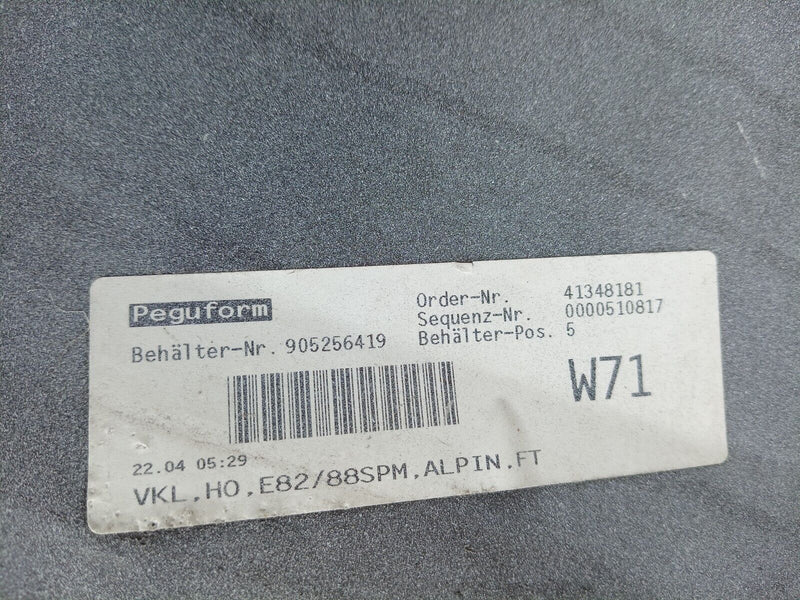 Peguform
Behälter-Nr. 905256419
Order-Nr. 41348181
Sequenz-Nr. 0000510817
Behälter-Pos. 5
W71
22.04 05:29
VKL,HO,E82/88SPM,ALPIN,FT